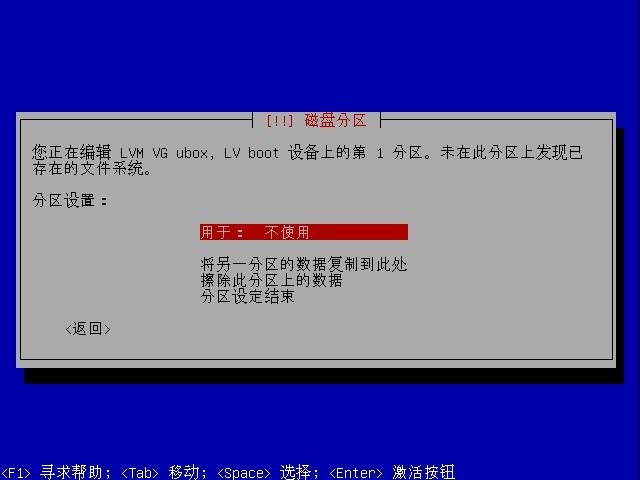 [!!] 磁盘分区
您正在编辑 LVM VG ubox, LV boot 设备上的第 1 分区。未在此分区上发现已
存在的文件系统。
分区设置：
用于： 不使用
将另一分区的数据复制到此处
擦除此分区上的数据
分区设定结束
<返回>
<F1> 寻求帮助; <Tab> 移动; <Space> 选择; <Enter> 激活按钮